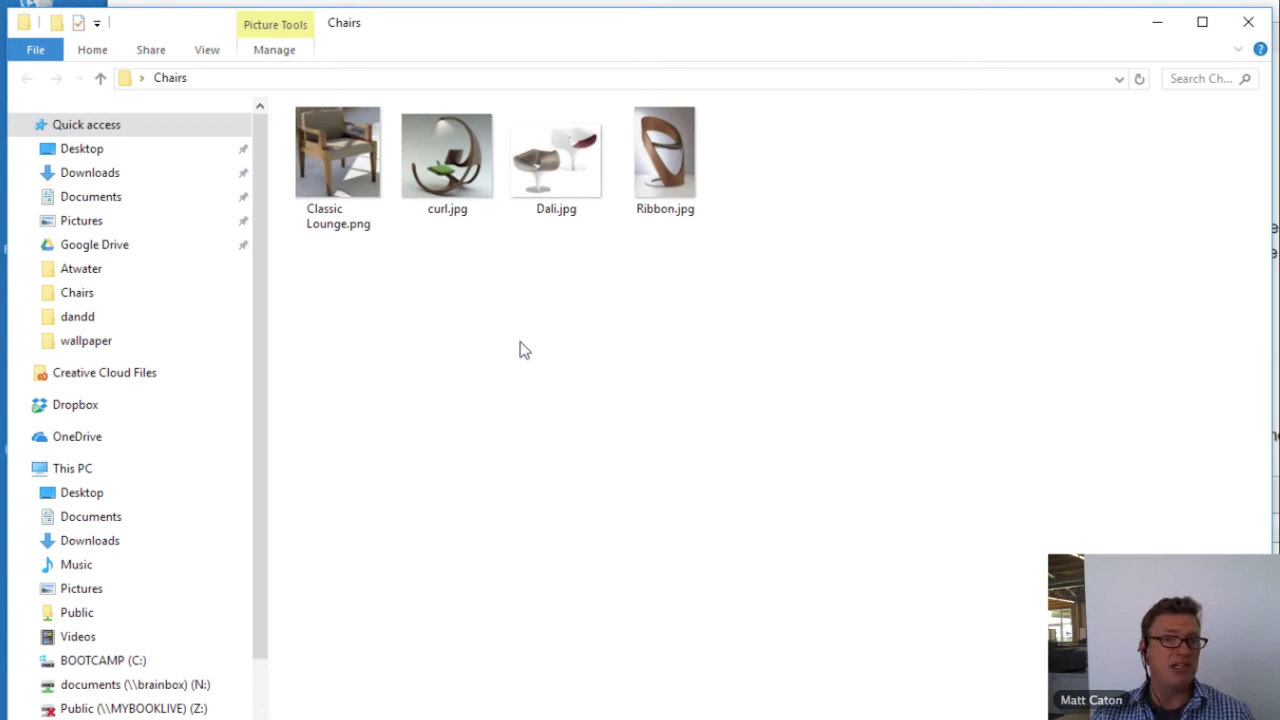 Picture Tools
Chairs
File
Home
Share
View
Manage
Chairs
Search Ch...
Quick access
Desktop
Downloads
Documents
Pictures
Google Drive
Atwater
Chairs
dandd
wallpaper
Creative Cloud Files
Dropbox
OneDrive
This PC
Desktop
Documents
Downloads
Music
Pictures
Public
Videos
BOOTCAMP (C:)
documents (\\brainbox) (N:)
Public (\\MYBOOKLIVE) (Z:)
Classic
Lounge.png
curl.jpg
Dali.jpg
Ribbon.jpg
Matt Caton